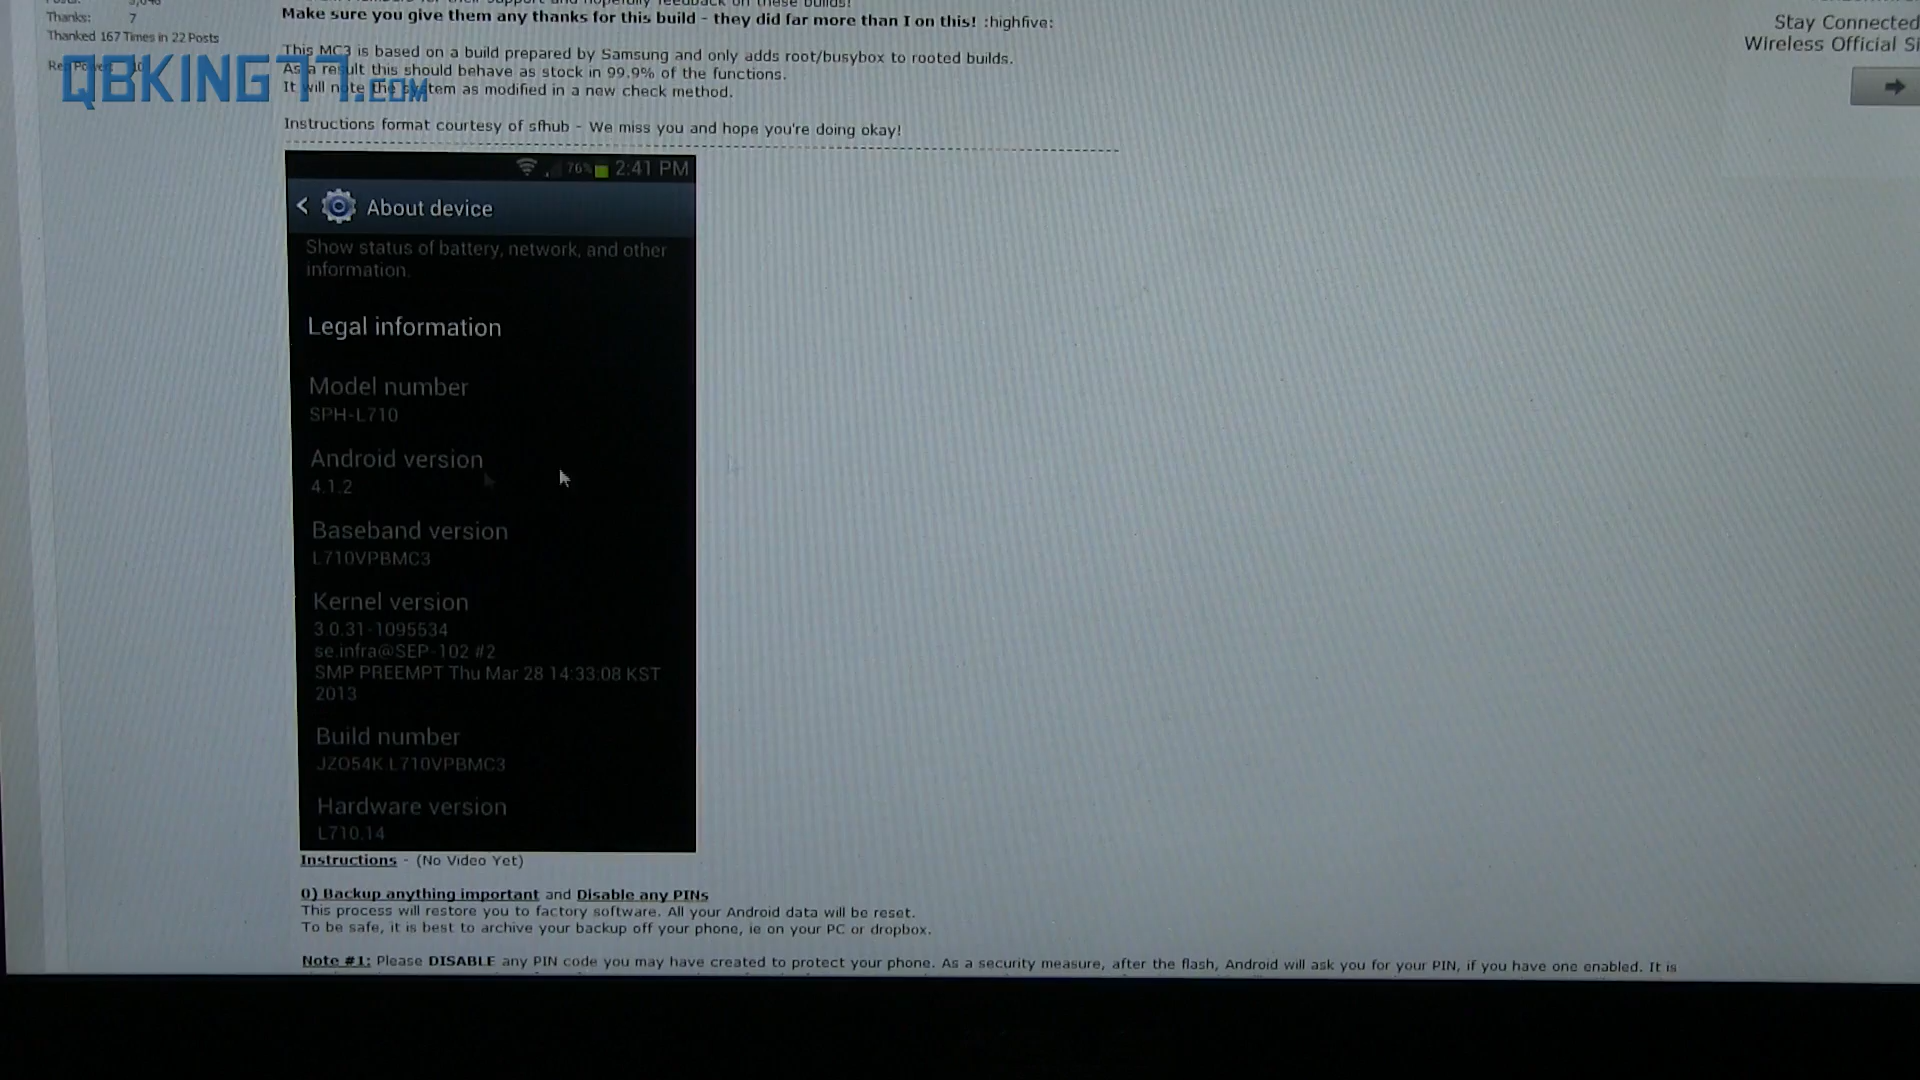 Thanks: 7
Thanked 167 Times in 22 Posts
QBKING77.COM
Make sure you give them any thanks for this build - they did far more than I on this! :highfive:
This MC3 is based on a build prepared by Samsung and only adds root/busybox to rooted builds.
As a result this should behave as stock in 99.9% of the functions.
It will note the system as modified in a new check method.
Instructions format courtesy of sfhub - We miss you and hope you're doing okay!
Stay Connected
Wireless Official
76% 2:41 PM
< About device
Show status of battery, network, and other
information.
Legal information
Model number
SPH-L710
Android version
4.1.2
Baseband version
L710VPBMC3
Kernel version
3.0.31-1095534
se.infra@SEP-102 #2
SMP PREEMPT Thu Mar 28 14:33:08 KST
2013
Build number
JZO54K.L710VPBMC3
Hardware version
L710.14
Instructions - (No Video Yet)
0) Backup anything important and Disable any PINs
This process will restore you to factory software. All your Android data will be reset.
To be safe, it is best to archive your backup off your phone, ie on your PC or dropbox.
Note #1: Please DISABLE any PIN code you may have created to protect your phone. As a security measure, after the flash, Android will ask you for your PIN, if you have one enabled. It is